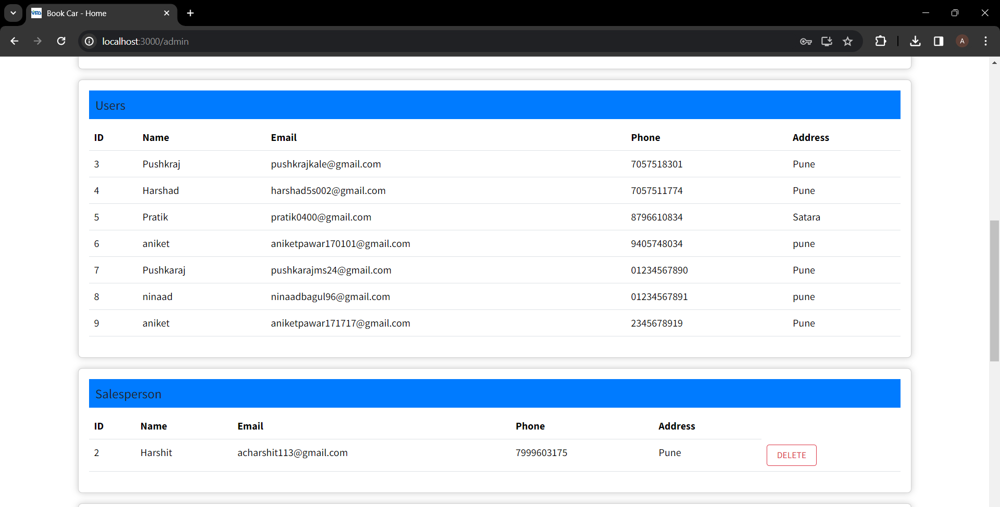 vms Book Car - Home
localhost:3000/admin
A
Users
ID Name Email Phone Address
3 Pushkraj pushkrajkale@gmail.com 7057518301 Pune
4 Harshad harshad5s002@gmail.com 7057511774 Pune
5 Pratik pratik0400@gmail.com 8796610834 Satara
6 aniket aniketpawar170101@gmail.com 9405748034 pune
7 Pushkaraj pushkarajms24@gmail.com 01234567890 Pune
8 ninaad ninaadbagul96@gmail.com 01234567891 pune
9 aniket aniketpawar171717@gmail.com 2345678919 Pune
Salesperson
ID Name Email Phone Address
2 Harshit acharshit113@gmail.com 7999603175 Pune DELETE